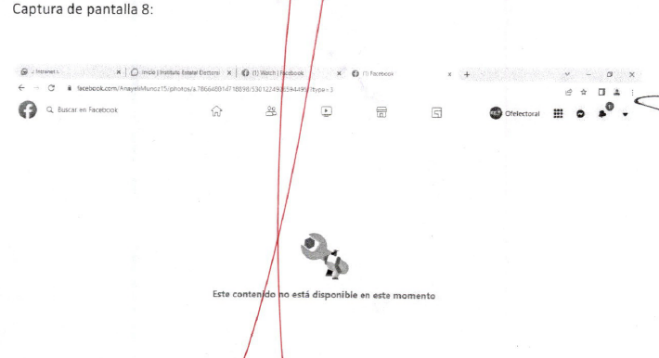 Captura de pantalla 8:
Inicio | Instituto Estatal Electoral
(1) Watch | Facebook
(1) Facebook
Buscar en Facebook
Ofelectoral
Este contenido no está disponible en este momento